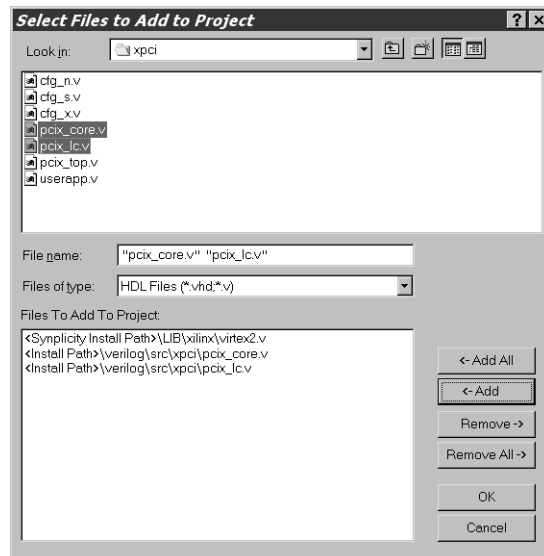 Select Files to Add to Project
? ×
Look in: xpci
cfg_n.v
cfg_s.v
cfg_x.v
pcix_core.v
pcix_lc.v
pcix_top.v
userapp.v
File name: "pcix_core.v" "pcix_lc.v"
Files of type: HDL Files (*.vhd;*.v)
Files To Add To Project:
<Synplicity Install Path>\LIB\xilinx\virtex2.v
<Install Path>\verilog\src\xpci\pcix_core.v
<Install Path>\verilog\src\xpci\pcix_lc.v
<- Add All
<- Add
Remove ->
Remove All ->
OK
Cancel